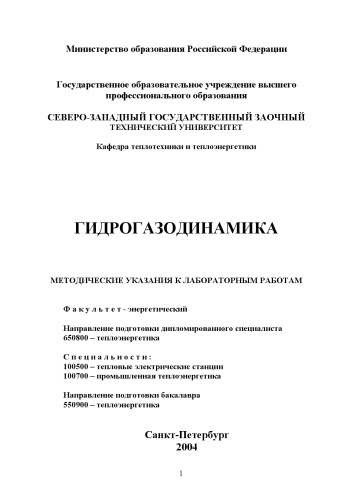 Министерство образования Российской Федерации
Государственное образовательное учреждение высшего
профессионального образования
СЕВЕРО-ЗАПАДНЫЙ ГОСУДАРСТВЕННЫЙ ЗАОЧНЫЙ
ТЕХНИЧЕСКИЙ УНИВЕРСИТЕТ
Кафедра теплотехники и теплоэнергетики
ГИДРОГАЗОДИНАМИКА
МЕТОДИЧЕСКИЕ УКАЗАНИЯ К ЛАБОРАТОРНЫМ РАБОТАМ
Ф а к у л ь т е т - энергетический
Направление подготовки дипломированного специалиста
650800 – теплоэнергетика
С п е ц и а л ь н о с т и :
100500 – тепловые электрические станции
100700 – промышленная теплоэнергетика
Направление подготовки бакалавра
550900 – теплоэнергетика
Санкт-Петербург
2004
1